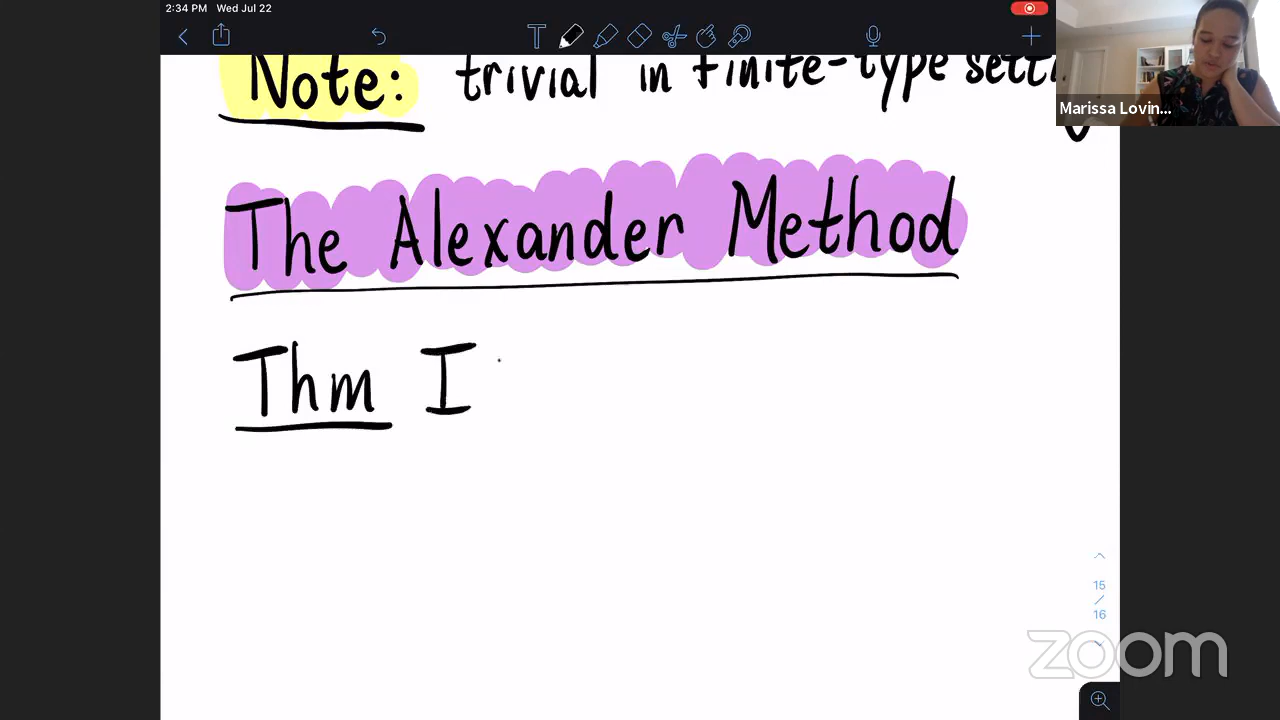 2:34 PM Wed Jul 22
Note: trivial in finite-type
Marissa Lovin...
The Alexander Method
Thm I
15
16
zoom